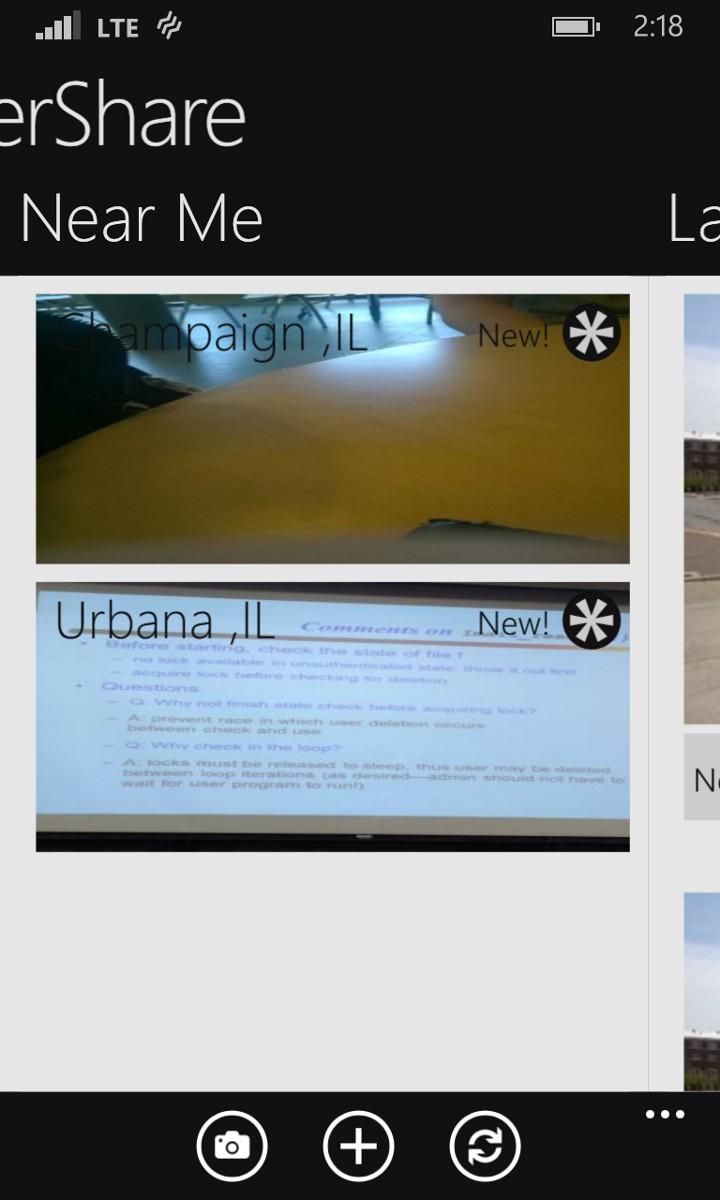 LTE 2:18
erShare
Near Me
La
Champaign ,IL
New!
Urbana ,IL
New!
Comments on
Before starting, check the state of file f
– no lock available in unauthenticated state; throw it out first
– acquire lock before checking for deletion
Questions
– Q: Why not finish state check before acquiring lock?
– A: prevent race in which user deletion occurs
between check and use
– Q: Why check in the loop?
– A: locks must be released to sleep, thus user may be deleted
between loop iterations (as desired—admin should not have to
wait for user program to run!)